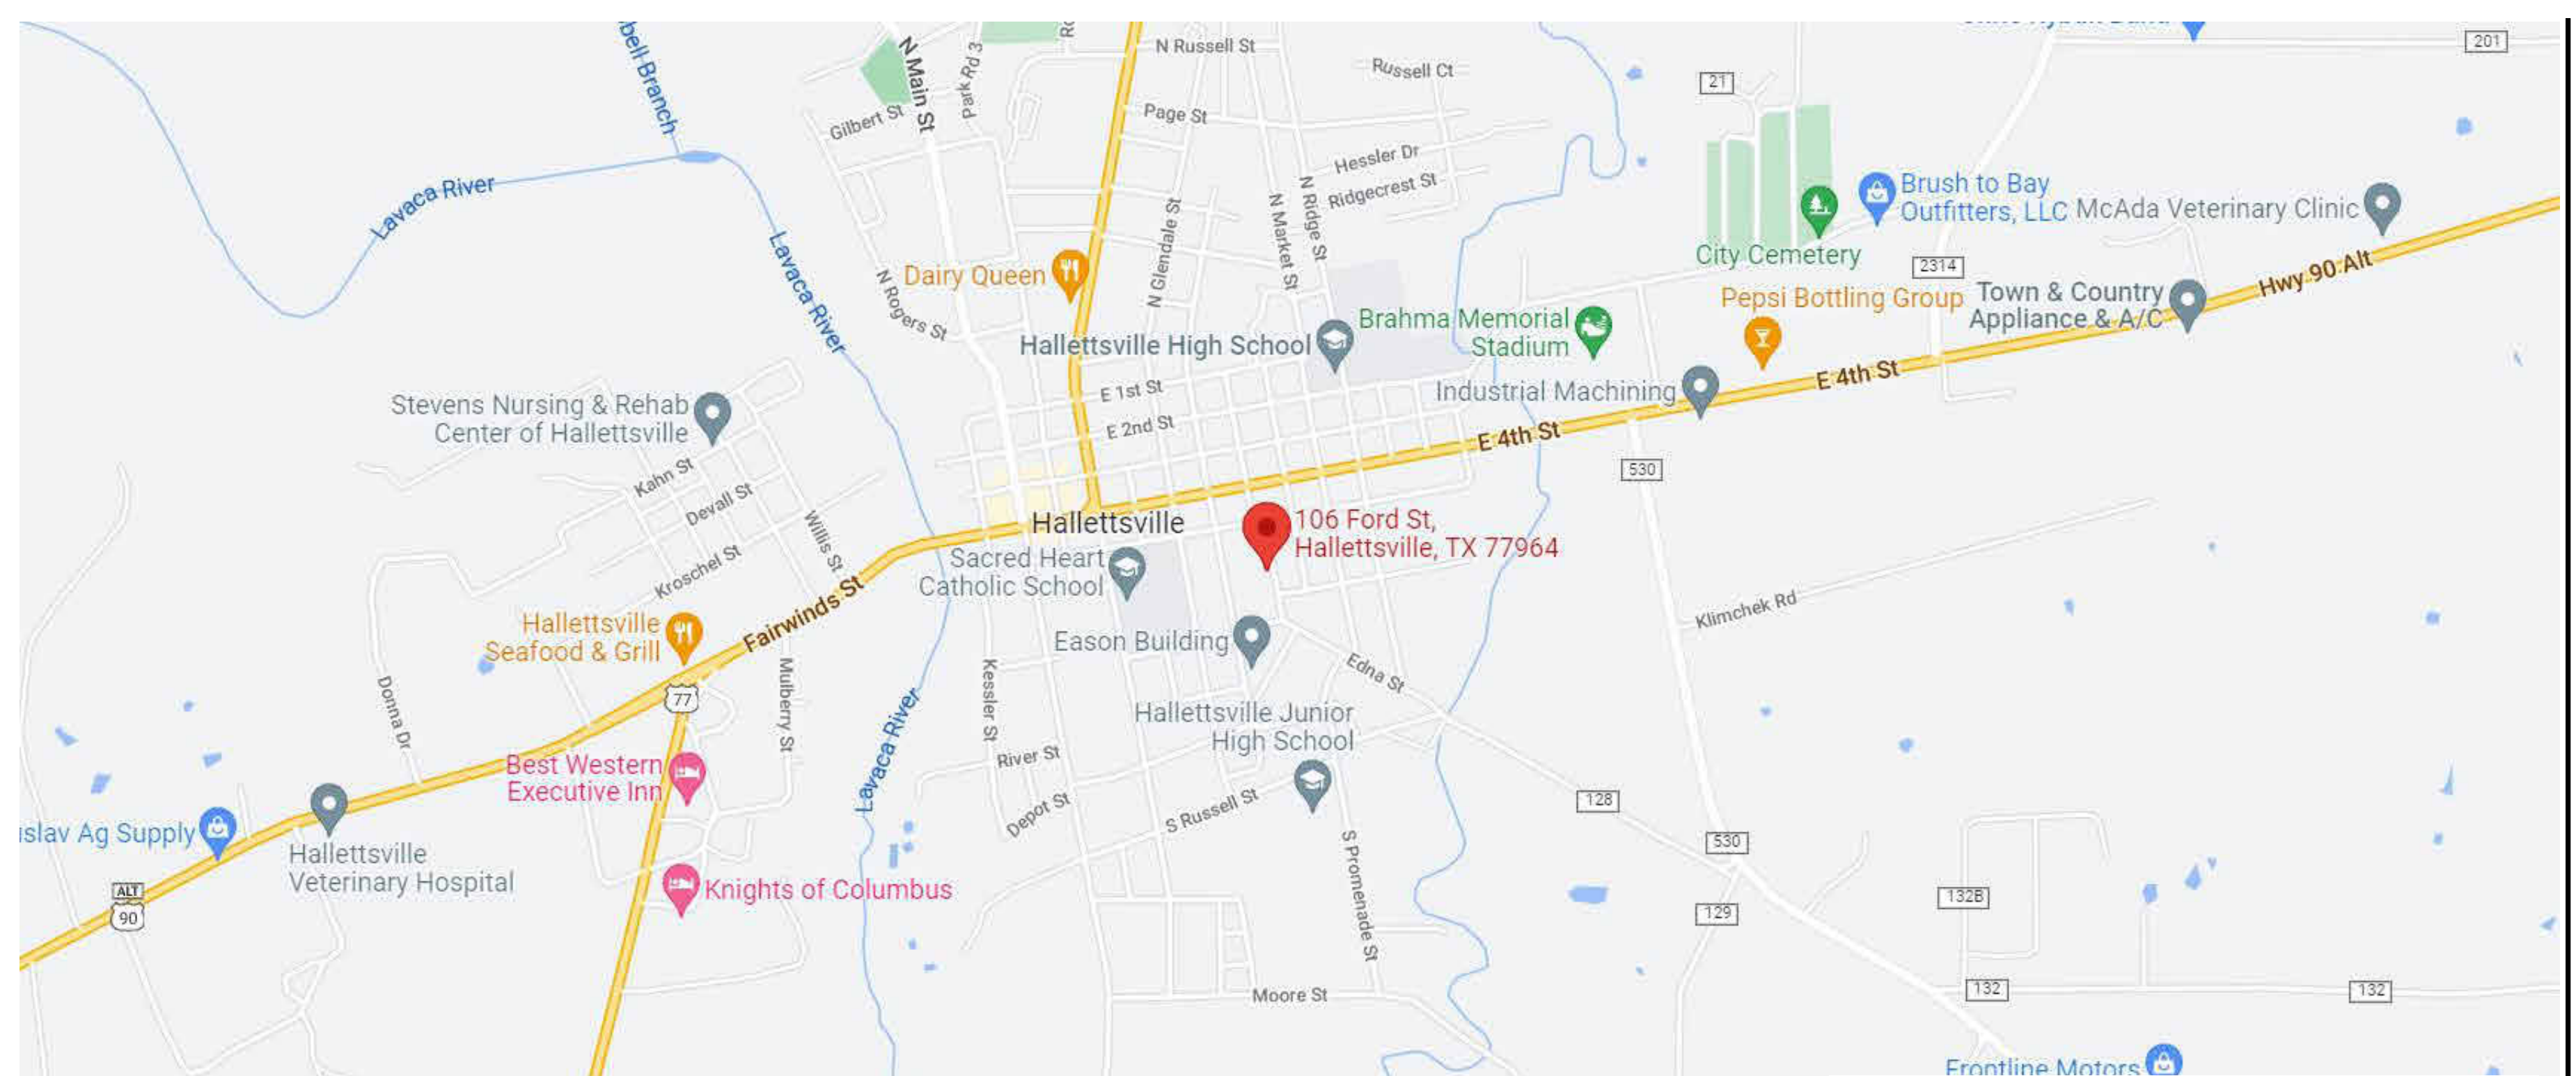 201
N Russell St
Russell Ct
21
N Main St
Park Rd 3
Page St
Gilbert St
Hessler Dr
Ridgecrest St
Lavaca River
Lavaca River
N Rogers St
N Glendale St
N Market St
N Ridge St
Brush to Bay
Outfitters, LLC
McAda Veterinary Clinic
City Cemetery
2314
Hwy 90 Alt
Dairy Queen
Pepsi Bottling Group
Town & Country
Appliance & A/C
Brahma Memorial
Stadium
Hallettsville High School
E 1st St
E 2nd St
Industrial Machining
E 4th St
E 4th St
Stevens Nursing & Rehab
Center of Hallettsville
Kahn St
Devall St
Kroschel St
Willis St
530
Hallettsville
106 Ford St,
Hallettsville, TX 77964
Sacred Heart
Catholic School
Fairwinds St
Klimchek Rd
Hallettsville
Seafood & Grill
Eason Building
Edna St
77
Donna Dr
Mulberry St
Kessler St
Lavaca River
Hallettsville Junior
High School
River St
Best Western
Executive Inn
Depot St
S Russell St
128
slav Ag Supply
Hallettsville
Veterinary Hospital
530
S Promenade St
ALT
90
Knights of Columbus
132B
129
Moore St
132
132
Frontline Motors
bell Branch